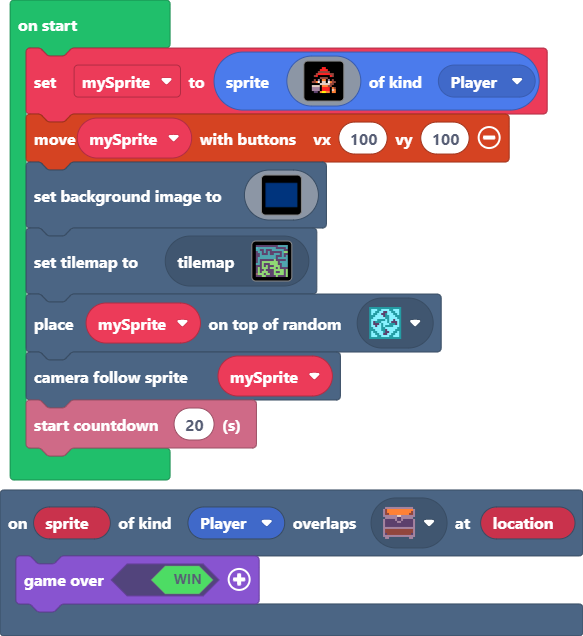 on start
set mySprite to sprite of kind Player
move mySprite with buttons vx 100 vy 100
set background image to
set tilemap to tilemap
place mySprite on top of random
camera follow sprite mySprite
start countdown 20 (s)
on sprite of kind Player overlaps at location
game over WIN